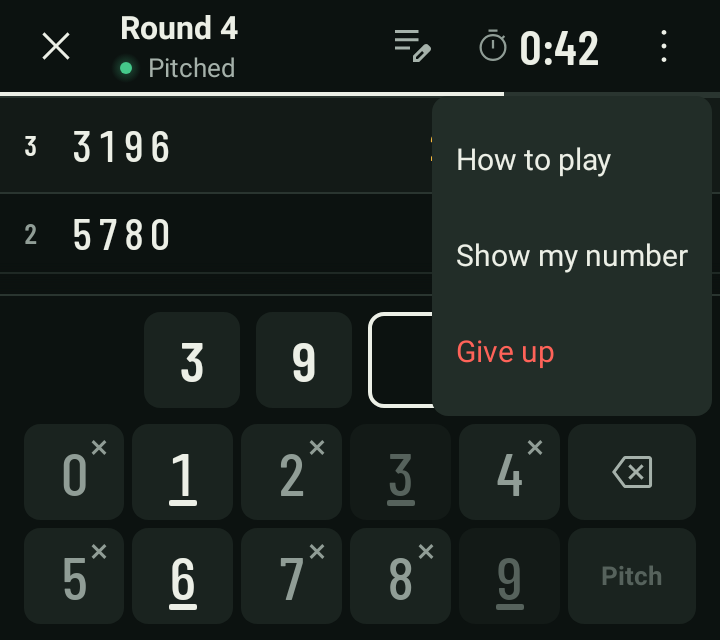 Round 4
Pitched
0:42
3 3196
2 5780
How to play
Show my number
Give up
3 9
0 1 2 3 4
5 6 7 8 9 Pitch